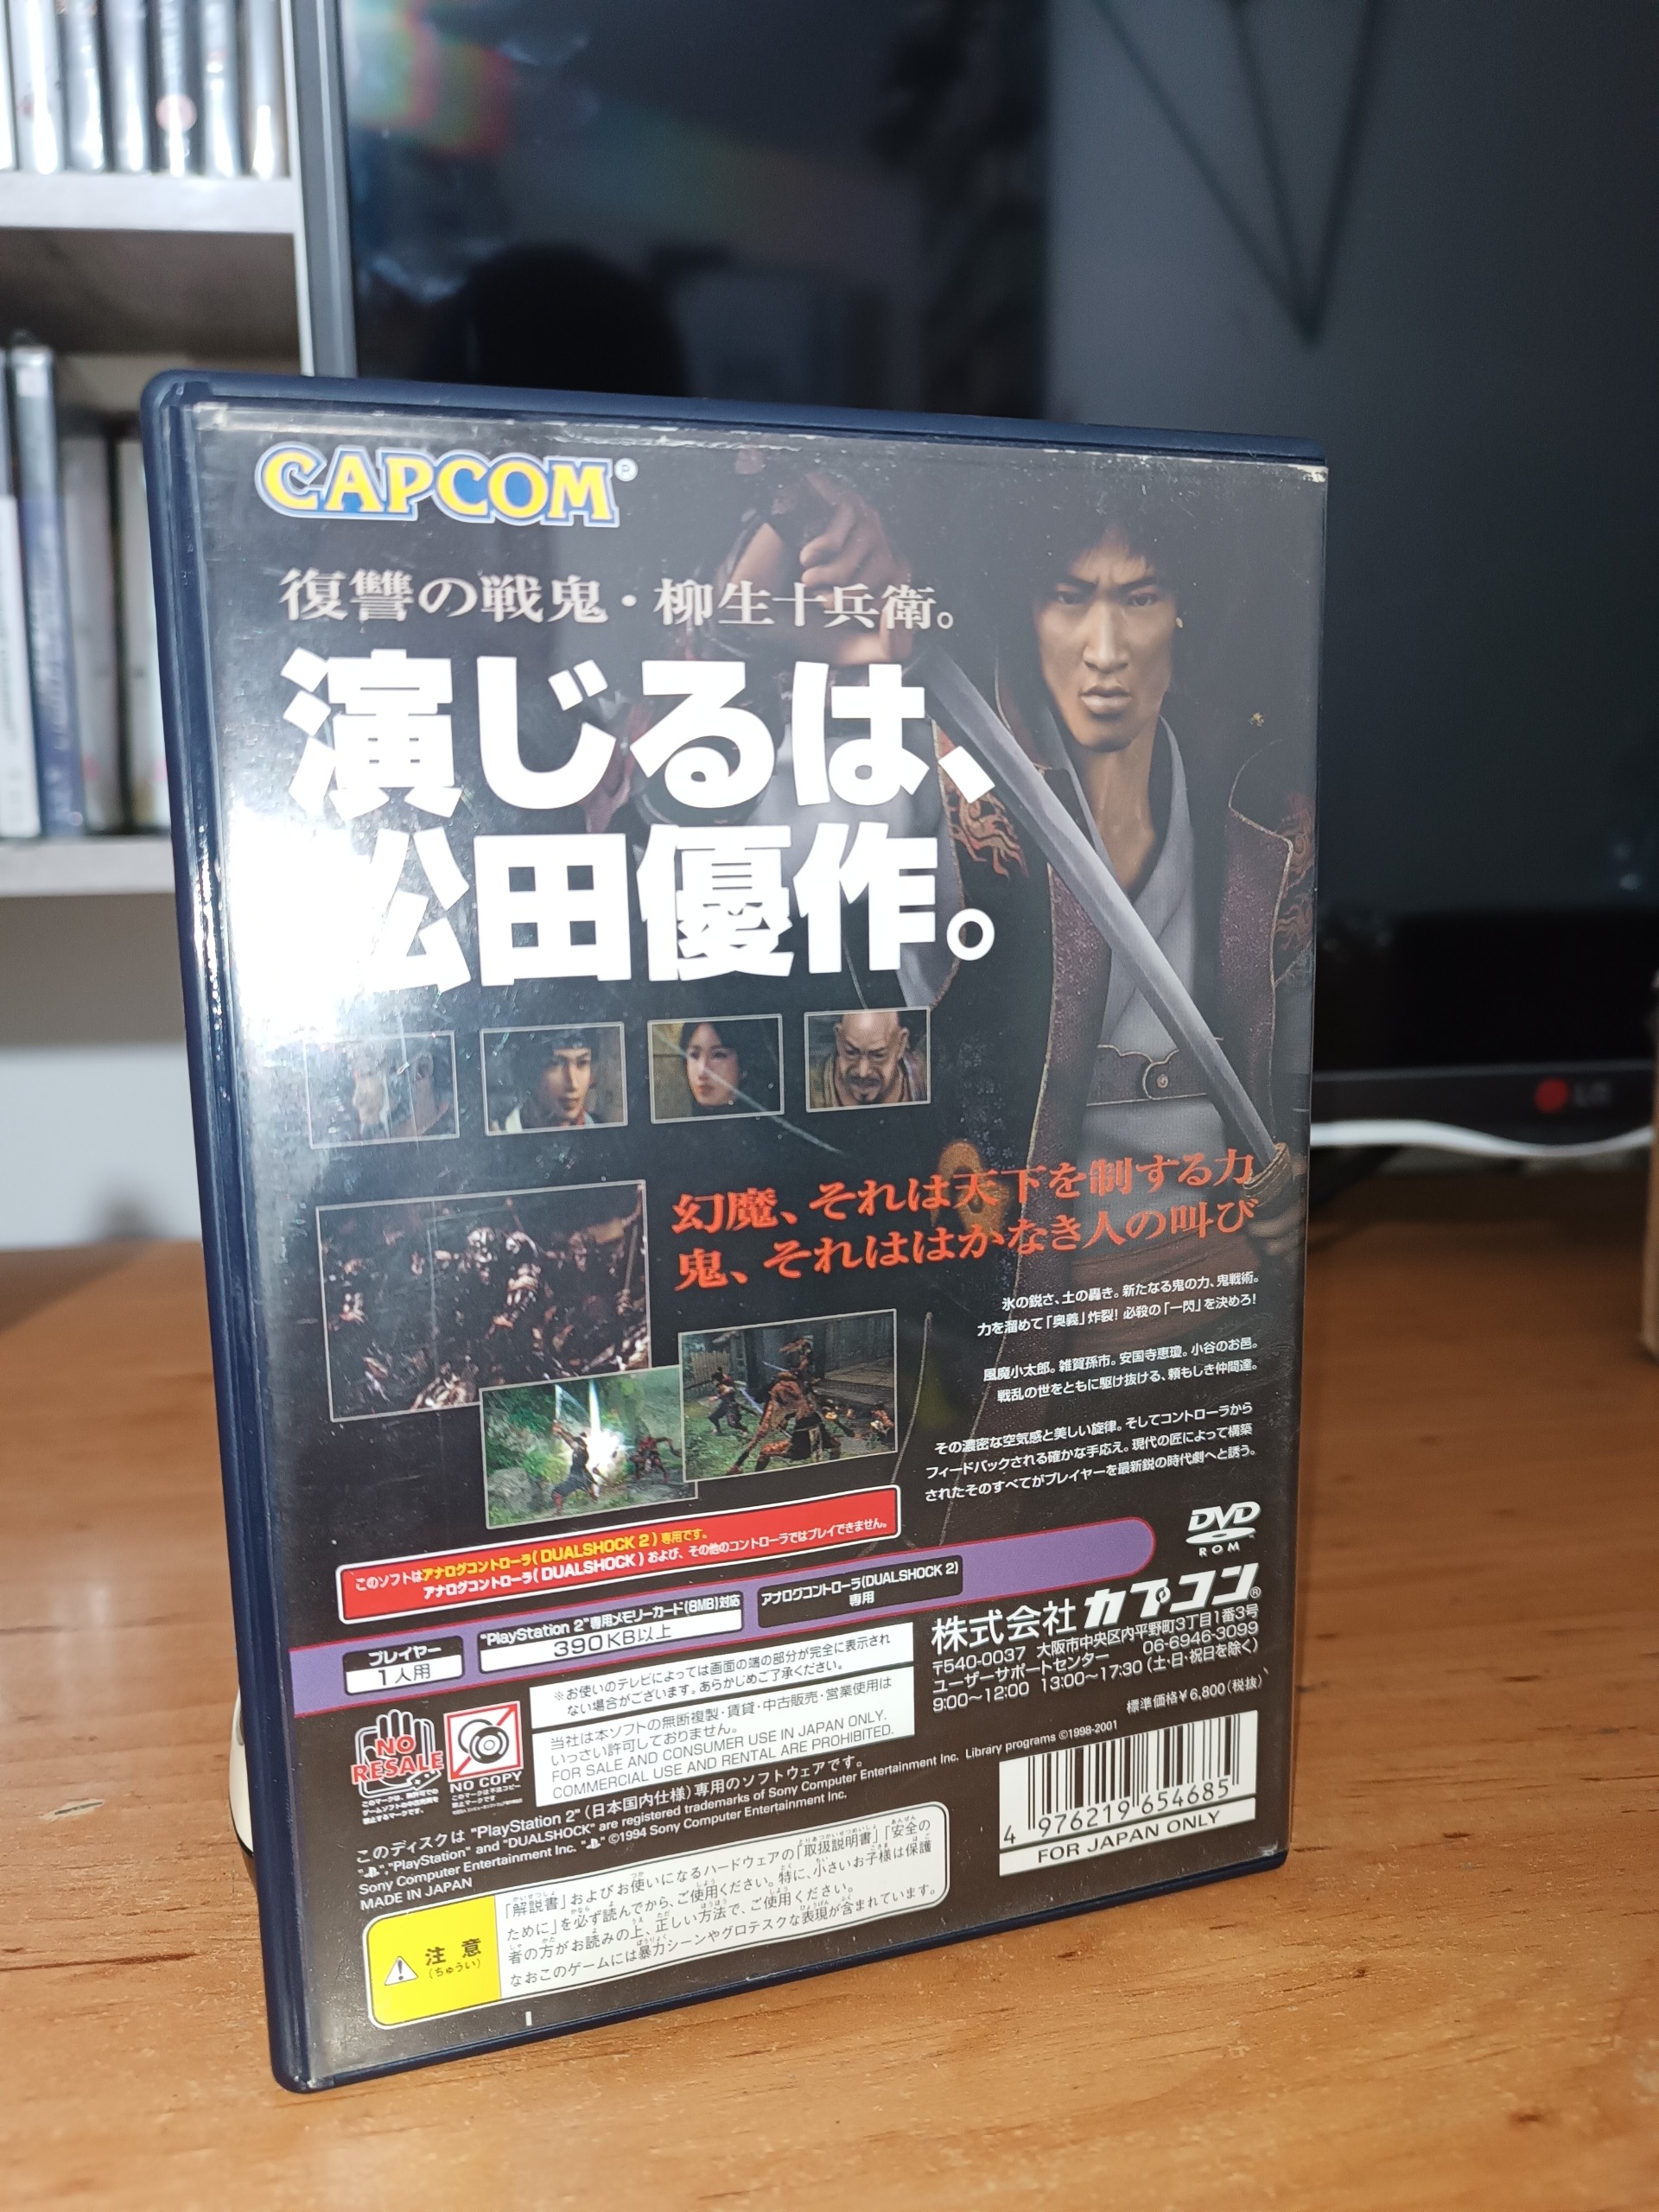 CAPCOM
復讐の戦鬼・柳生十兵衛。
演じるは、
松田優作。
幻魔、それは天下を制する力
鬼、それははかなき人の叫び
氷の鋭さ、土の轟き。新たなる鬼の力、鬼戦術。
力を溜めて「奥義」炸裂！必殺の「一閃」を決めろ！
風魔小太郎。雑賀孫市。安国寺恵瓊。小谷のお邑。
戦乱の世をともに駆け抜ける、頼もしき仲間達。
その濃密な空気感と美しい旋律。そしてコントローラから
フィードバックされる確かな手応え。現代の匠によって構築
されたそのすべてがプレイヤーを最新鋭の時代劇へと誘う。
このソフトはアナログコントローラ（DUALSHOCK 2）専用です。
アナログコントローラ（DUALSHOCK）および、その他のコントローラではプレイできません。
DVD
ROM
プレイヤー
1人用
"PlayStation 2"専用メモリーカード(8MB)対応
390KB以上
アナログコントローラ(DUALSHOCK 2)
専用
株式会社カプコン®
〒540-0037 大阪市中央区内平野町3丁目1番3号
ユーザーサポートセンター 06-6946-3099
9:00〜12:00 13:00〜17:30（土・日・祝日を除く）
標準価格¥6,800（税抜）
※お使いのテレビによっては画面の端の部分が完全に表示され
ない場合がございます。あらかじめご了承ください。
当社は本ソフトの無断複製・賃貸・中古販売・営業使用は
いっさい許可しておりません。
FOR SALE AND CONSUMER USE IN JAPAN ONLY.
COMMERCIAL USE AND RENTAL ARE PROHIBITED.
NO
RESALE
NO COPY
このディスクは "PlayStation 2"（日本国内仕様）専用のソフトウェアです。
"PS", "PlayStation" and "DUALSHOCK" are registered trademarks of Sony Computer Entertainment Inc. Library programs ©1998-2001
Sony Computer Entertainment Inc. "PS" ©1994 Sony Computer Entertainment Inc.
MADE IN JAPAN
4 976219 654685
FOR JAPAN ONLY
注意
（ちゅうい）
「解説書」およびお使いになるハードウェアの「取扱説明書」「安全の
ために」を必ず読んでから、ご使用ください。特に、小さいお子様は保護
者の方がお読みの上、正しい方法で、ご使用ください。
なおこのゲームには暴力シーンやグロテスクな表現が含まれています。
LG